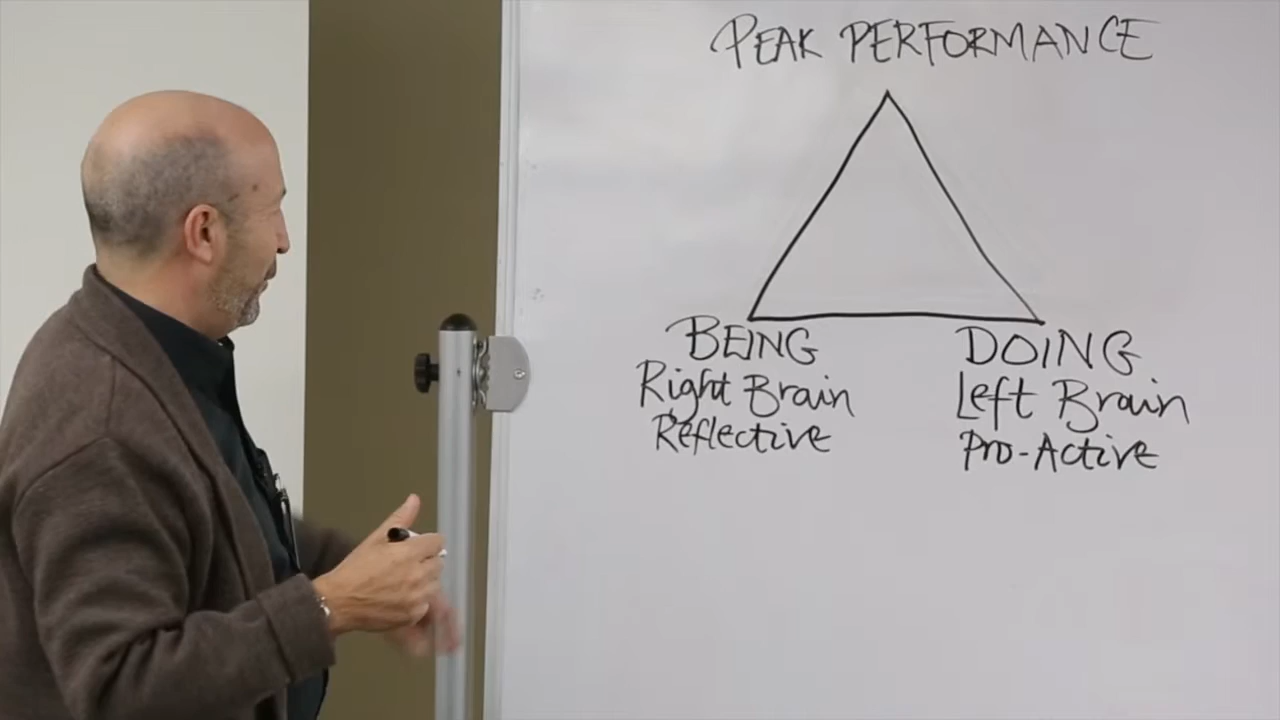 PEAK PERFORMANCE
BEING
Right Brain
Reflective
DOING
Left Brain
Pro-Active